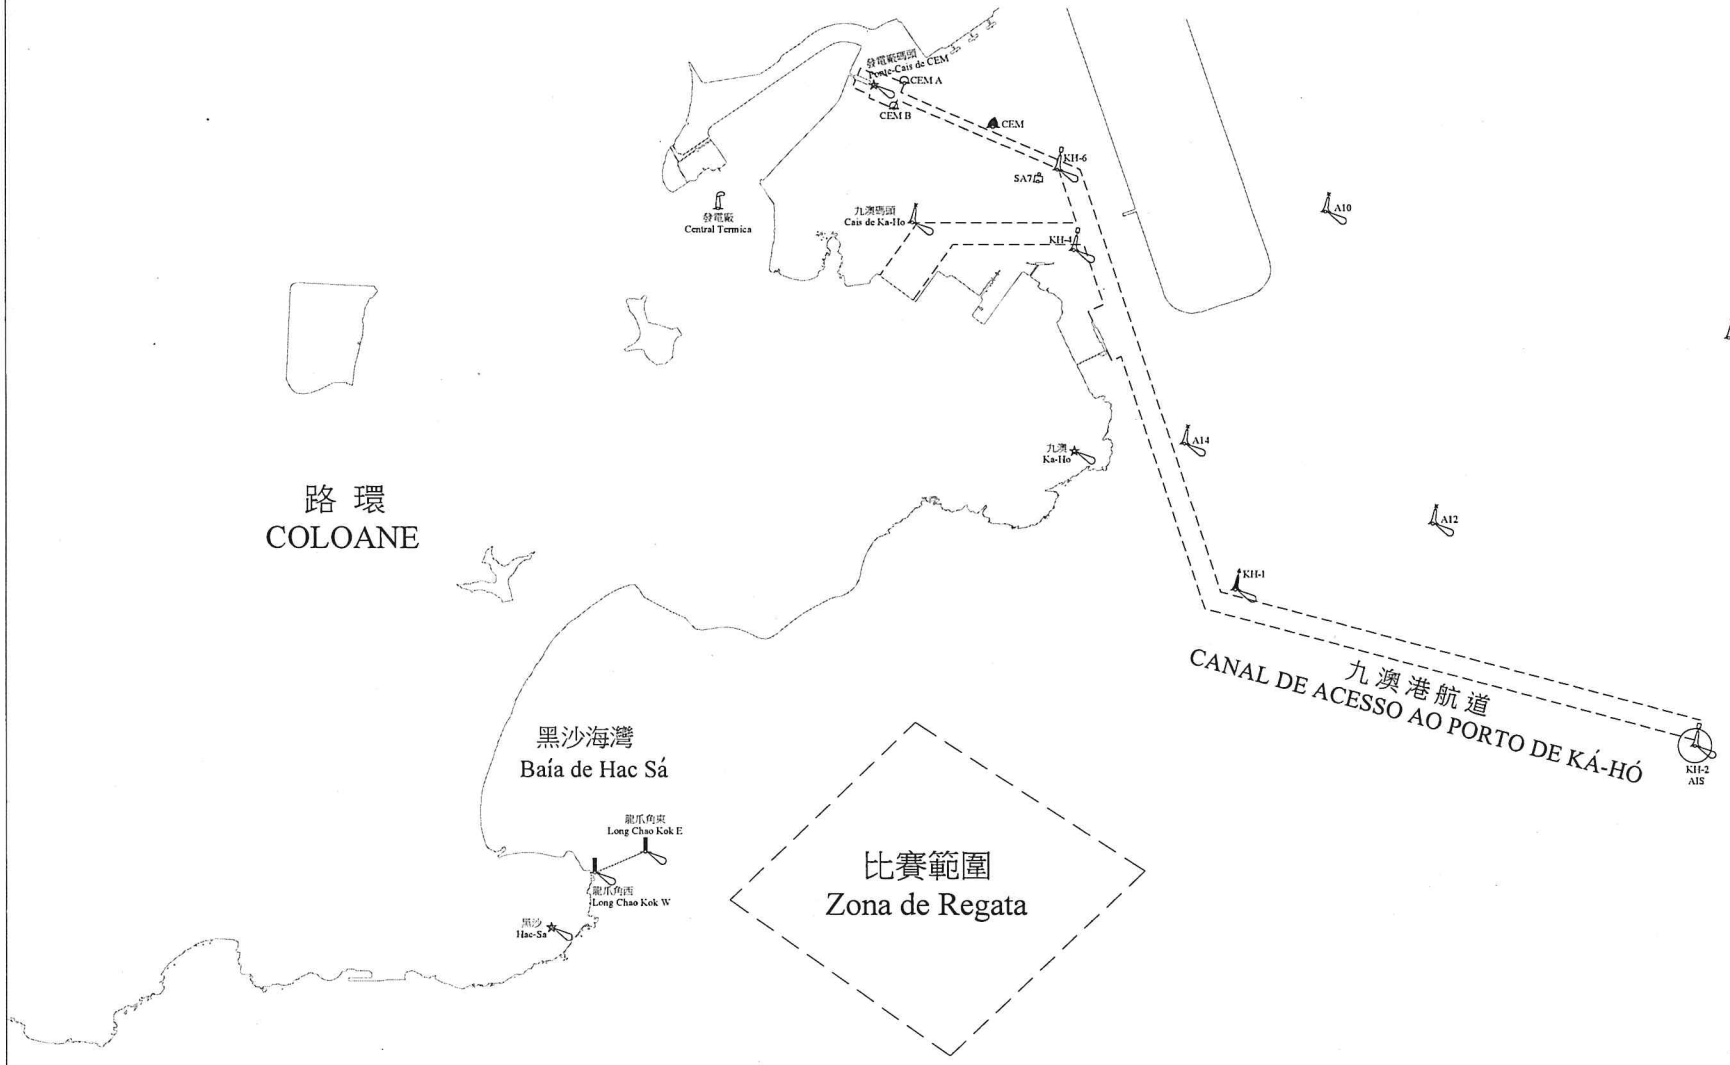 發電廠碼頭
Ponte-Cais de CEM
CEM A
CEM B
CEM
KH-6
SA7
發電廠
Central Termica
九澳碼頭
Cais de Ka-Ho
KH-4
A10
A14
九澳
Ka-Ho
A12
路 環
COLOANE
KH-1
九澳港航道
CANAL DE ACESSO AO PORTO DE KÁ-HÓ
KH-2
AIS
黑沙海灣
Baía de Hac Sá
龍爪角東
Long Chao Kok E
龍爪角西
Long Chao Kok W
黑沙
Hac-Sa
比賽範圍
Zona de Regata